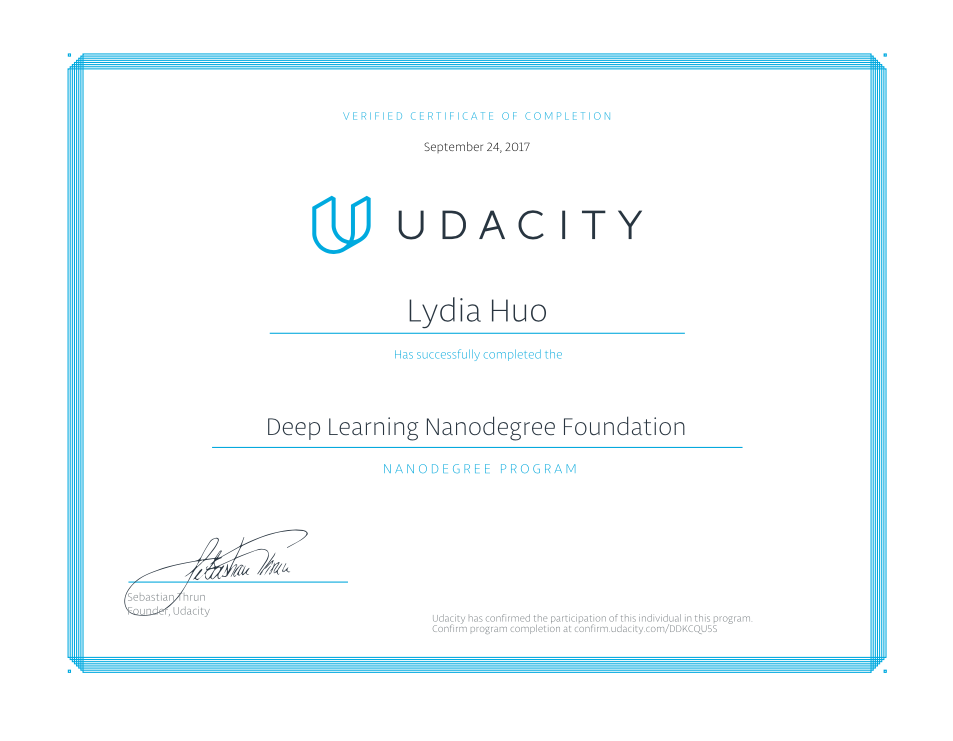 VERIFIED CERTIFICATE OF COMPLETION
September 24, 2017
UDACITY
Lydia Huo
Has successfully completed the
Deep Learning Nanodegree Foundation
NANODEGREE PROGRAM
Sebastian Thrun
Sebastian Thrun
Founder, Udacity
Udacity has confirmed the participation of this individual in this program.
Confirm program completion at confirm.udacity.com/DDKCQU5S